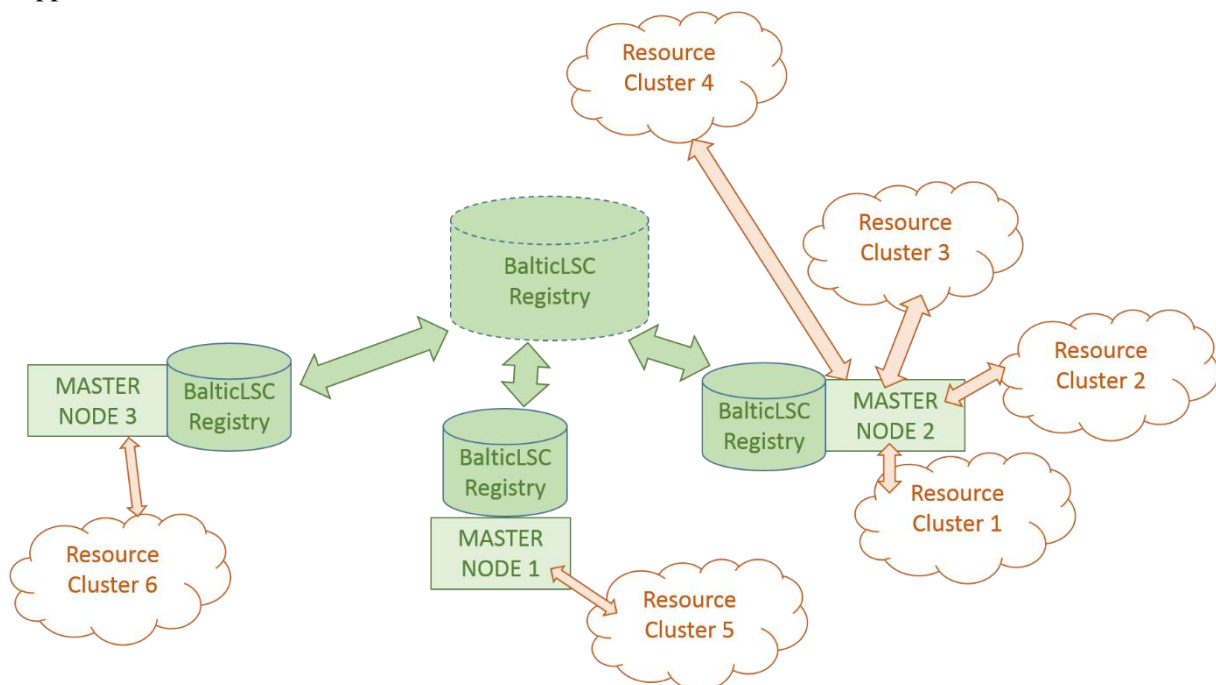 Resource
Cluster 4
Resource
Cluster 3
BalticLSC
Registry
Resource
Cluster 2
MASTER
NODE 3
BalticLSC
Registry
BalticLSC
Registry
MASTER
NODE 2
BalticLSC
Registry
Resource
Cluster 1
MASTER
NODE 1
Resource
Cluster 6
Resource
Cluster 5